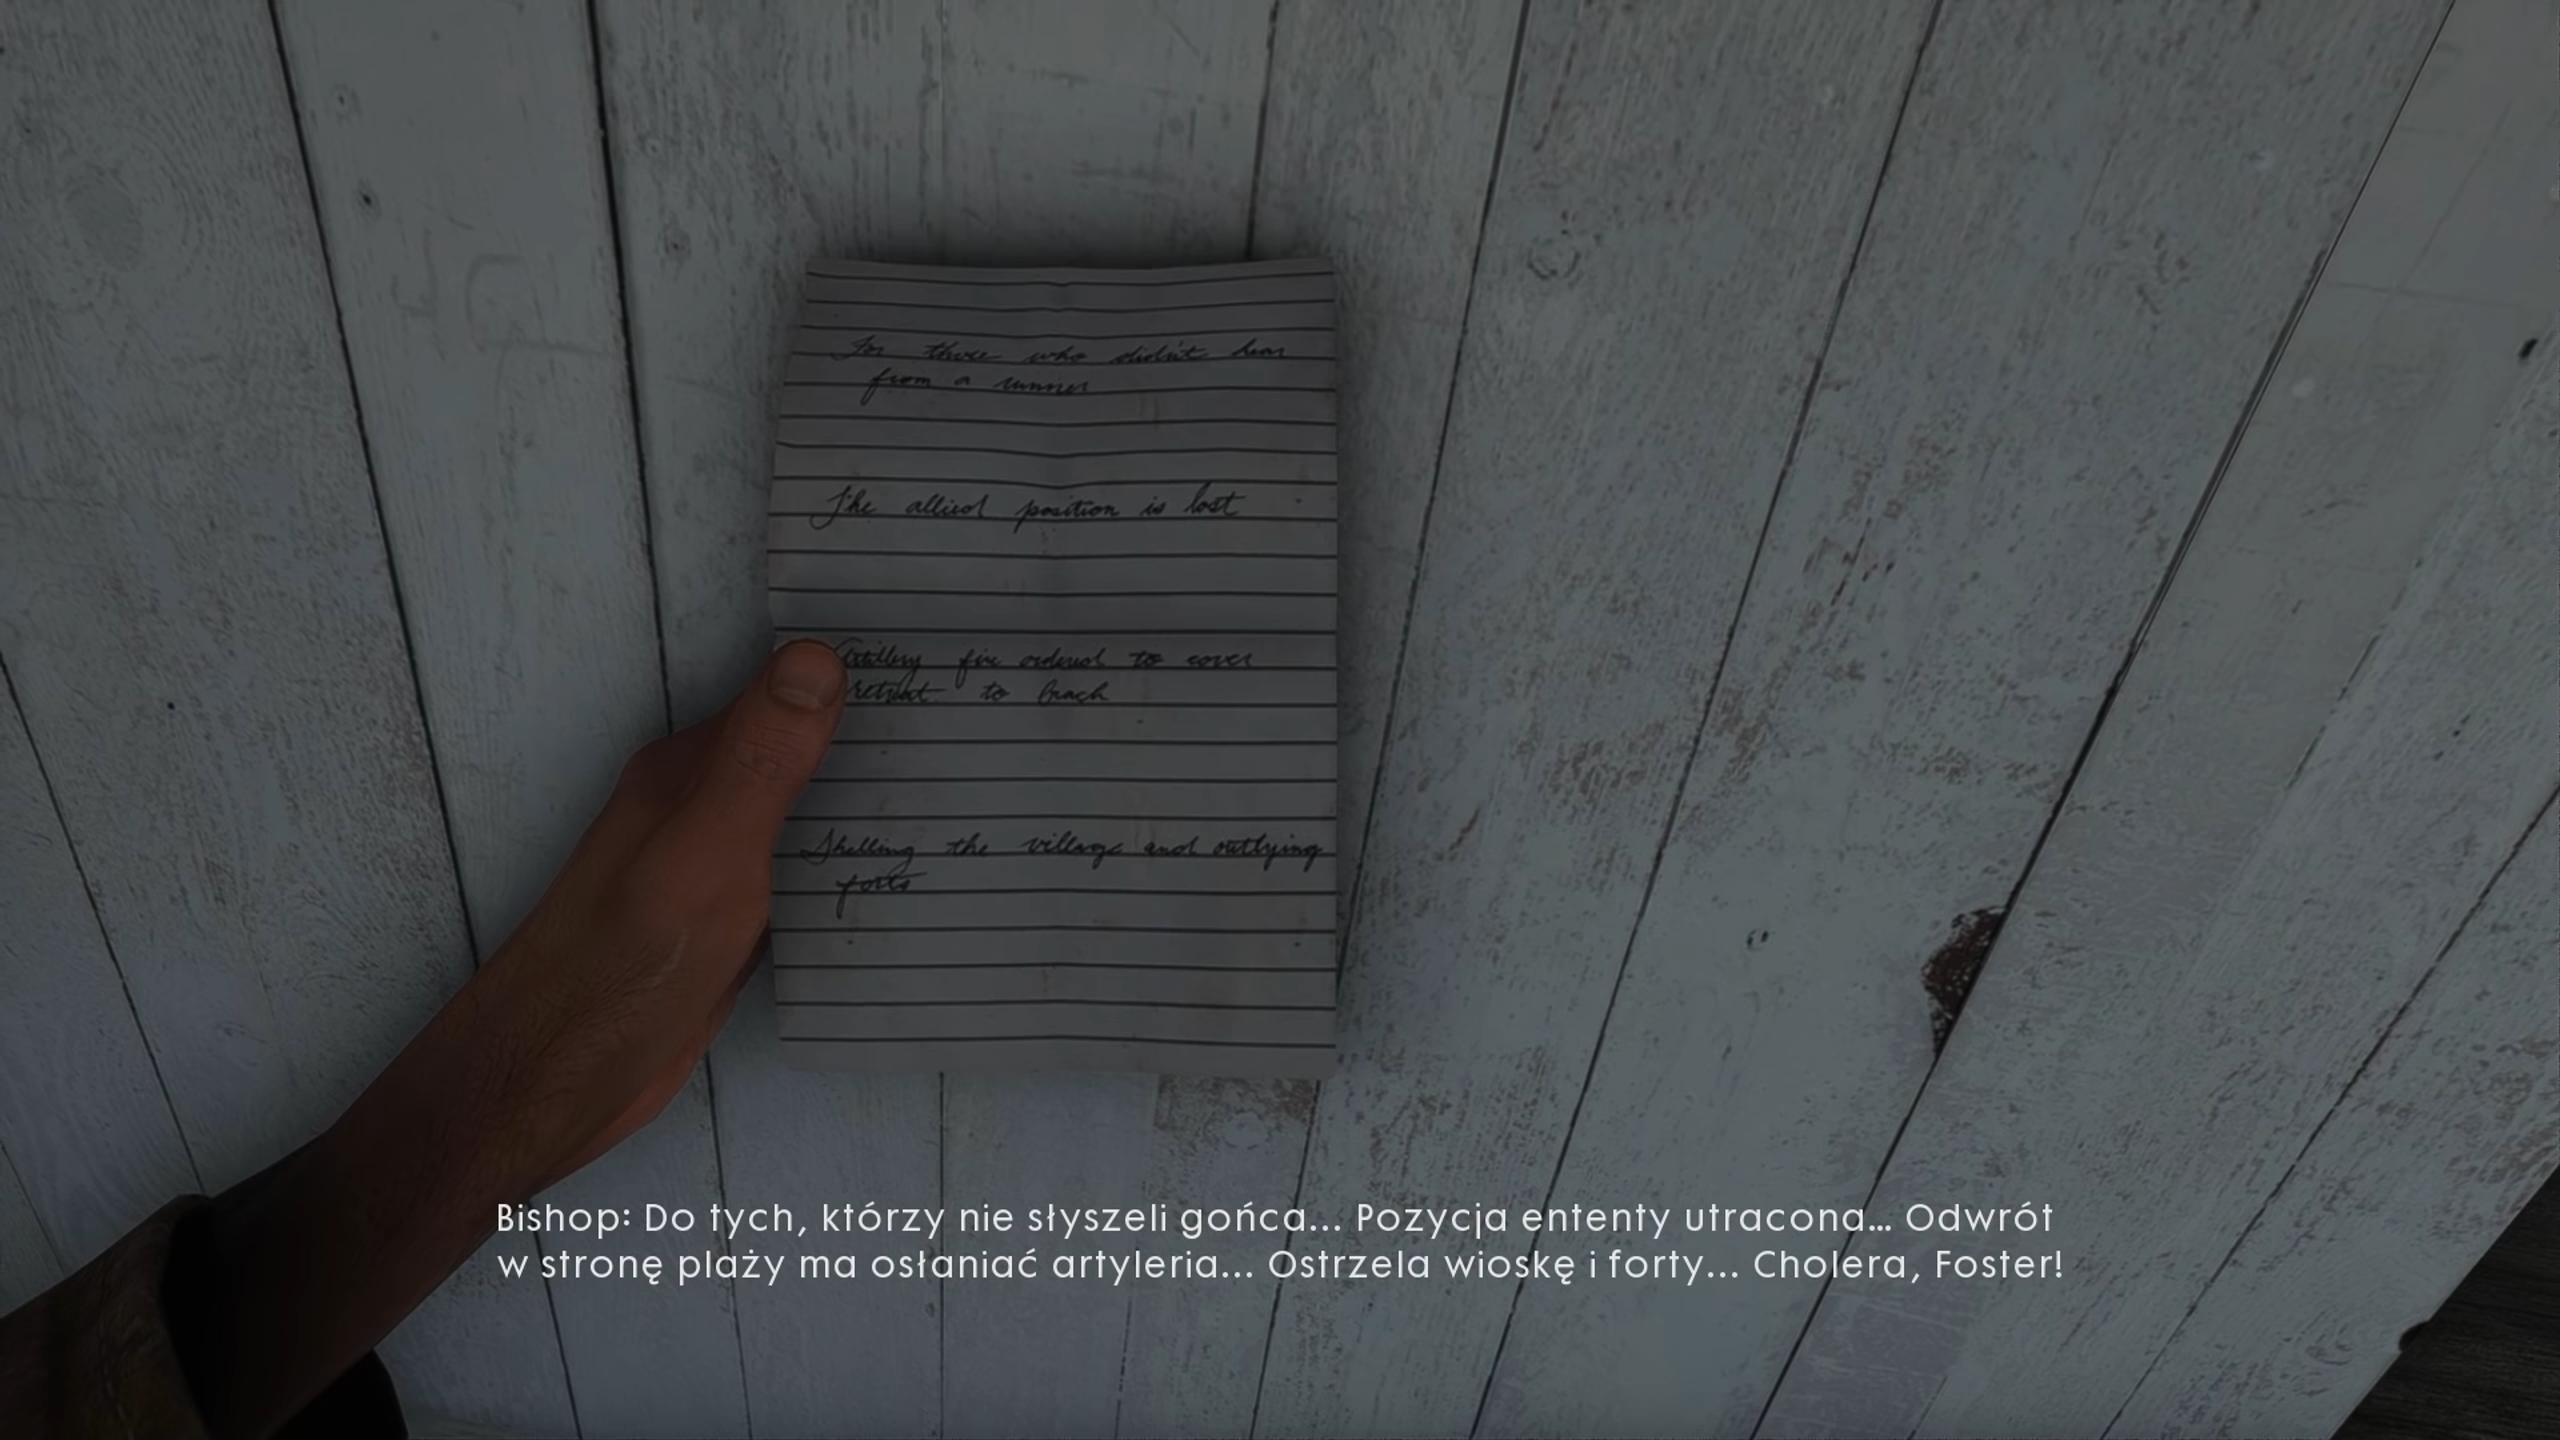 For those who didn't hear
from a runner
The allied position is lost
Artillery fire ordered to cover
retreat to beach
Shelling the village and outlying
forts
Bishop: Do tych, którzy nie słyszeli gońca... Pozycja ententy utracona... Odwrót
w stronę plaży ma osłaniać artyleria... Ostrzela wioskę i forty... Cholera, Foster!